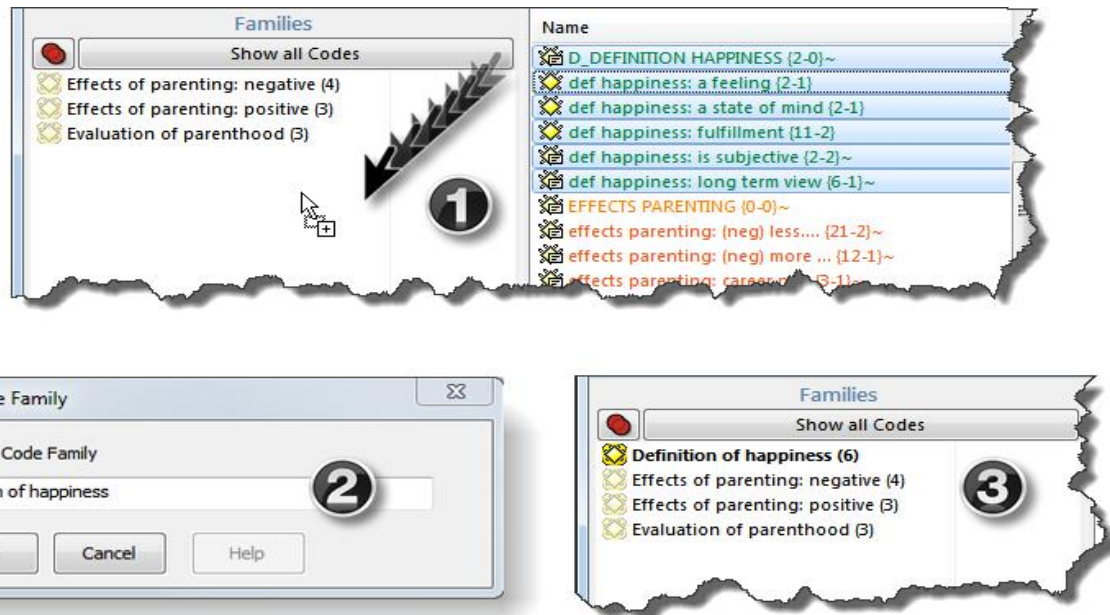 Families
Show all Codes
Effects of parenting: negative (4)
Effects of parenting: positive (3)
Evaluation of parenthood (3)
1
Name
D_DEFINITION HAPPINESS {2-0}~
def happiness: a feeling {2-1}
def happiness: a state of mind {2-1}
def happiness: fulfillment {11-2}
def happiness: is subjective {2-2}~
def happiness: long term view {6-1}~
EFFECTS PARENTING {0-0}~
effects parenting: (neg) less.... {21-2}~
effects parenting: (neg) more ... {12-1}~
effects parenting:
Family
Code Family
of happiness
2
Cancel
Help
Families
Show all Codes
Definition of happiness (6)
Effects of parenting: negative (4)
Effects of parenting: positive (3)
Evaluation of parenthood (3)
3